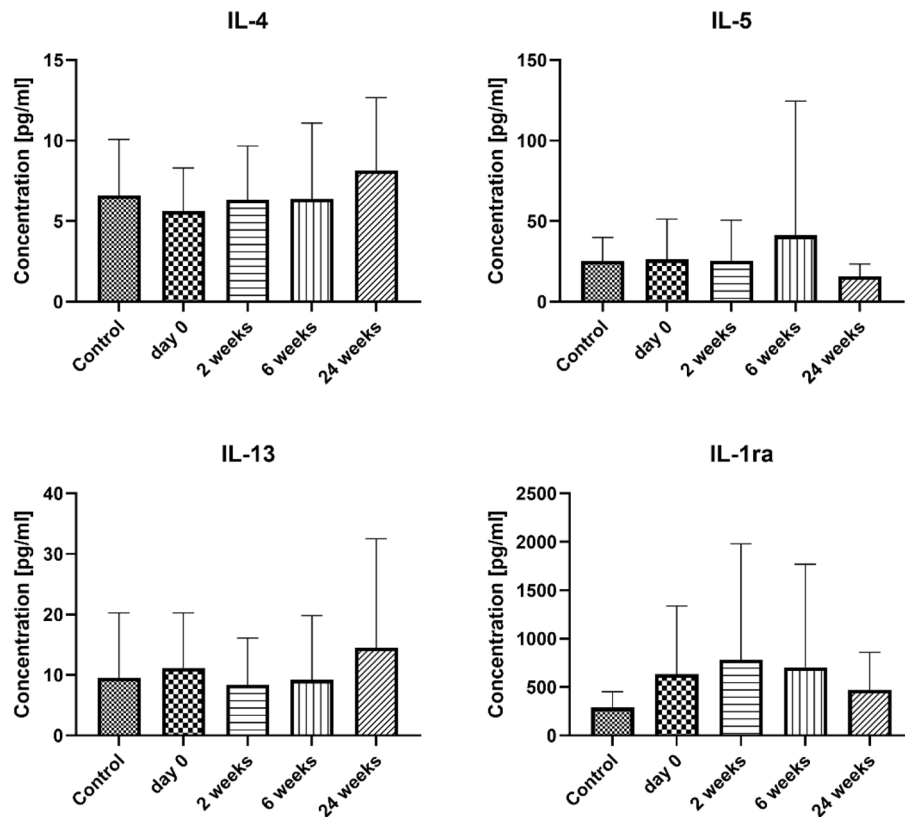 IL-4
Concentration [pg/ml]
15
10
5
0
Control
day 0
2 weeks
6 weeks
24 weeks
IL-5
Concentration [pg/ml]
150
100
50
0
Control
day 0
2 weeks
6 weeks
24 weeks
IL-13
Concentration [pg/ml]
40
30
20
10
0
Control
day 0
2 weeks
6 weeks
24 weeks
IL-1ra
Concentration [pg/ml]
2500
2000
1500
1000
500
0
Control
day 0
2 weeks
6 weeks
24 weeks